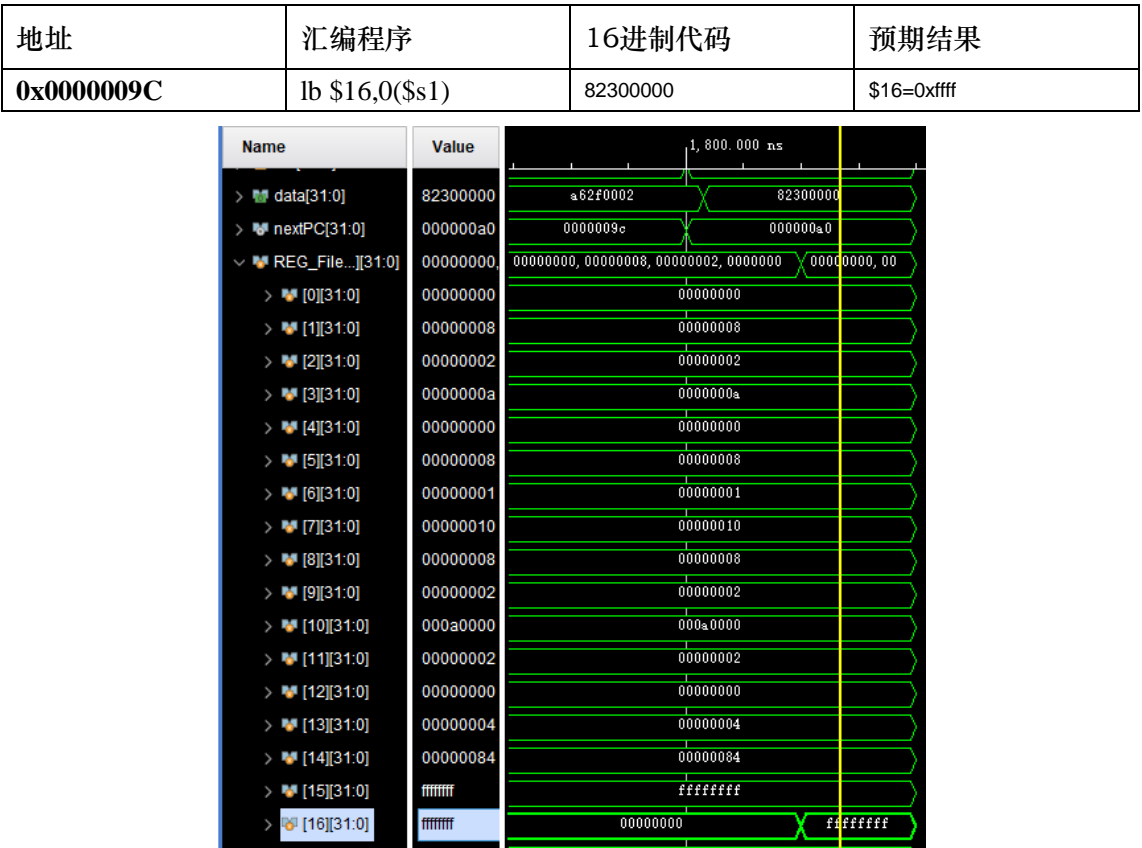 地址 汇编程序 16进制代码 预期结果
0x0000009C lb $16,0($s1) 82300000 $16=0xffff
Name Value 1,800.000 ns
data[31:0] 82300000 a62f0002 82300000
nextPC[31:0] 000000a0 0000009c 000000a0
REG_File...][31:0] 00000000, 00000000, 00000008, 00000002, 0000000 00000000, 00
[0][31:0] 00000000 00000000
[1][31:0] 00000008 00000008
[2][31:0] 00000002 00000002
[3][31:0] 0000000a 0000000a
[4][31:0] 00000000 00000000
[5][31:0] 00000008 00000008
[6][31:0] 00000001 00000001
[7][31:0] 00000010 00000010
[8][31:0] 00000008 00000008
[9][31:0] 00000002 00000002
[10][31:0] 000a0000 000a0000
[11][31:0] 00000002 00000002
[12][31:0] 00000000 00000000
[13][31:0] 00000004 00000004
[14][31:0] 00000084 00000084
[15][31:0] ffffffff ffffffff
[16][31:0] ffffffff 00000000 ffffffff